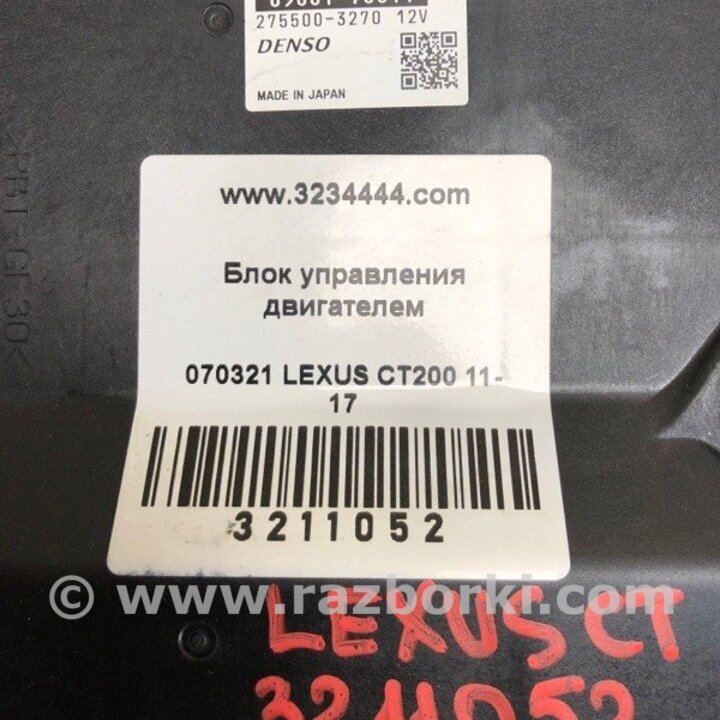 275500-3270 12V
DENSO
MADE IN JAPAN
www.3234444.com
Блок управления
двигателем
070321 LEXUS CT200 11-
17
3211052
© www.razborki.com
LEXUS CT
3211052